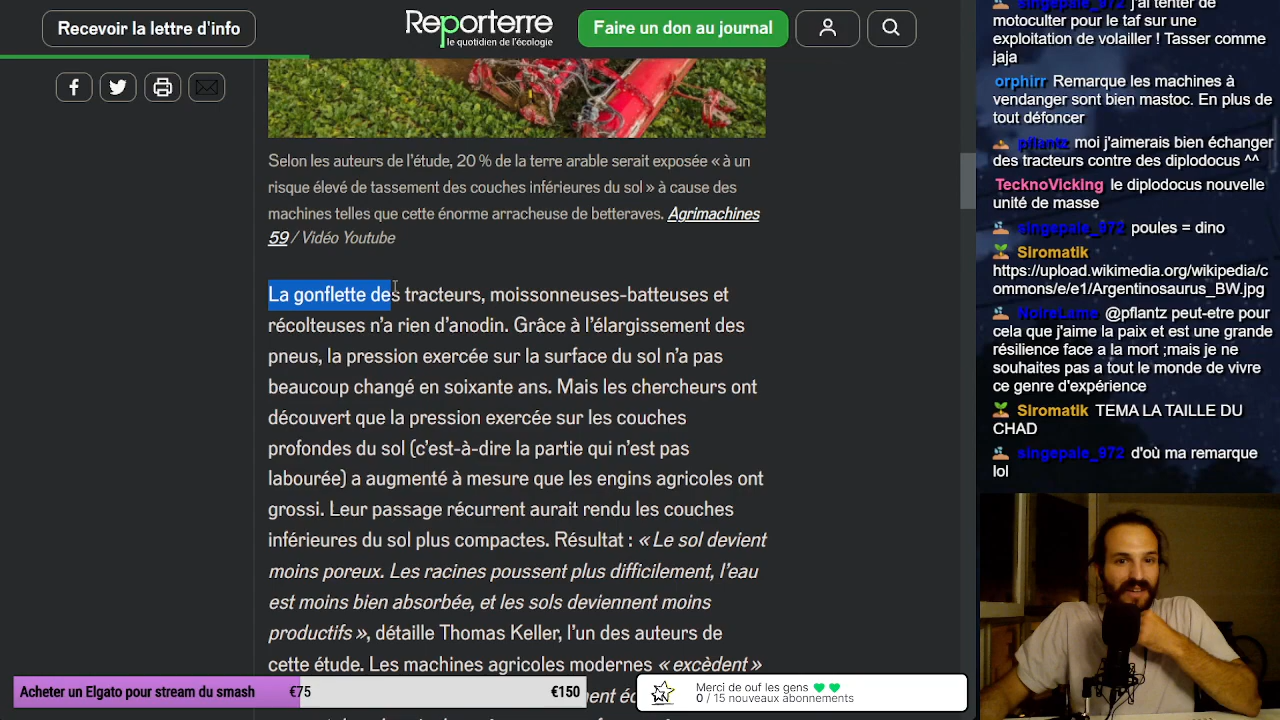 Recevoir la lettre d'info
Reporterre
le quotidien de l'écologie
Faire un don au journal
Selon les auteurs de l'étude, 20 % de la terre arable serait exposée « à un
risque élevé de tassement des couches inférieures du sol » à cause des
machines telles que cette énorme arracheuse de betteraves. Agrimachines
59 / Vidéo Youtube
La gonflette des tracteurs, moissonneuses-batteuses et
récolteuses n'a rien d'anodin. Grâce à l'élargissement des
pneus, la pression exercée sur la surface du sol n'a pas
beaucoup changé en soixante ans. Mais les chercheurs ont
découvert que la pression exercée sur les couches
profondes du sol (c'est-à-dire la partie qui n'est pas
labourée) a augmenté à mesure que les engins agricoles ont
grossi. Leur passage récurrent aurait rendu les couches
inférieures du sol plus compactes. Résultat : « Le sol devient
moins poreux. Les racines poussent plus difficilement, l'eau
est moins bien absorbée, et les sols deviennent moins
productifs », détaille Thomas Keller, l'un des auteurs de
cette étude. Les machines agricoles modernes « excèdent »
Acheter un Elgato pour stream du smash €75 €150
Merci de ouf les gens
0 / 15 nouveaux abonnements
singepale_972 j'ai tenter de
motoculter pour le taf sur une
exploitation de volailler ! Tasser comme
jaja
orphirr Remarque les machines à
vendanger sont bien mastoc. En plus de
tout défoncer
pflantz moi j'aimerais bien échanger
des tracteurs contre des diplodocus ^^
TecknoVicking le diplodocus nouvelle
unité de masse
singepale_972 poules = dino
Siromatik
https://upload.wikimedia.org/wikipedia/c
ommons/e/e1/Argentinosaurus_BW.jpg
NoireLame @pflantz peut-etre pour
cela que j'aime la paix et est une grande
résilience face a la mort ;mais je ne
souhaites pas a tout le monde de vivre
ce genre d'expérience
Siromatik TEMA LA TAILLE DU
CHAD
singepale_972 d'où ma remarque
lol